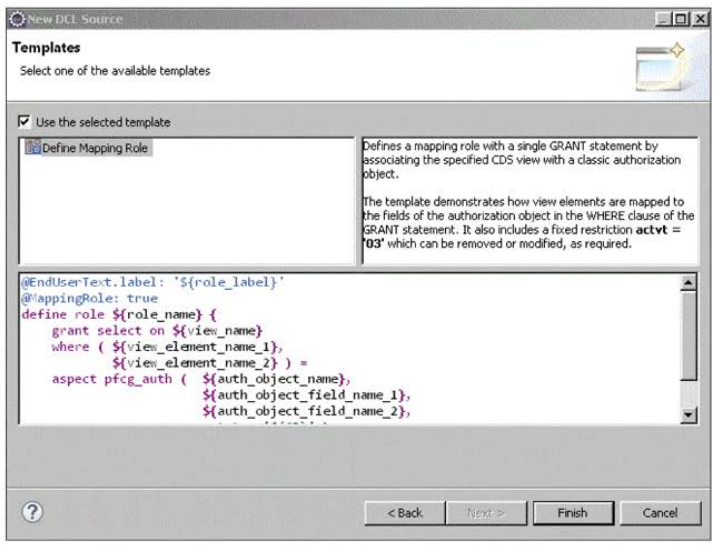 New DCL Source
Templates
Select one of the available templates
Use the selected template
Define Mapping Role
Defines a mapping role with a single GRANT statement by
associating the specified CDS view with a classic authorization
object.
The template demonstrates how view elements are mapped to
the fields of the authorization object in the WHERE clause of the
GRANT statement. It also includes a fixed restriction actvt =
'03' which can be removed or modified, as required.
@EndUserText.label: '${role_label}'
@MappingRole: true
define role ${role_name} {
grant select on ${view_name}
where ( ${view_element_name_1},
${view_element_name_2} ) =
aspect pfcg_auth ( ${auth_object_name},
${auth_object_field_name_1},
${auth_object_field_name_2},
?
< Back
Next >
Finish
Cancel